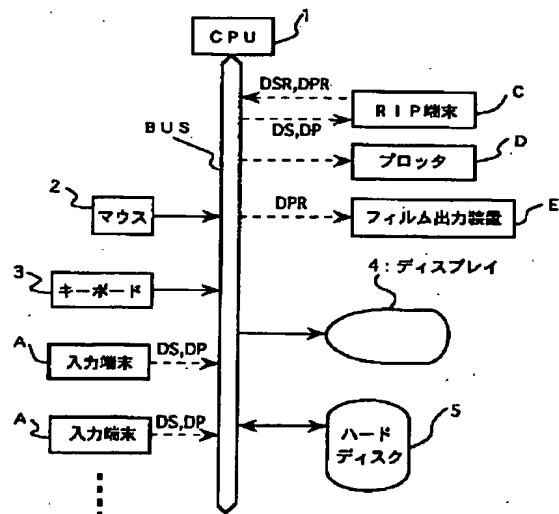 1
CPU
DSR,DPR
C
RIP端末
BUS
DS,DP
D
プロッタ
2
マウス
DPR
E
フィルム出力装置
3
キーボード
4:ディスプレイ
A
入力端末
DS,DP
A
入力端末
DS,DP
5
ハード
ディスク